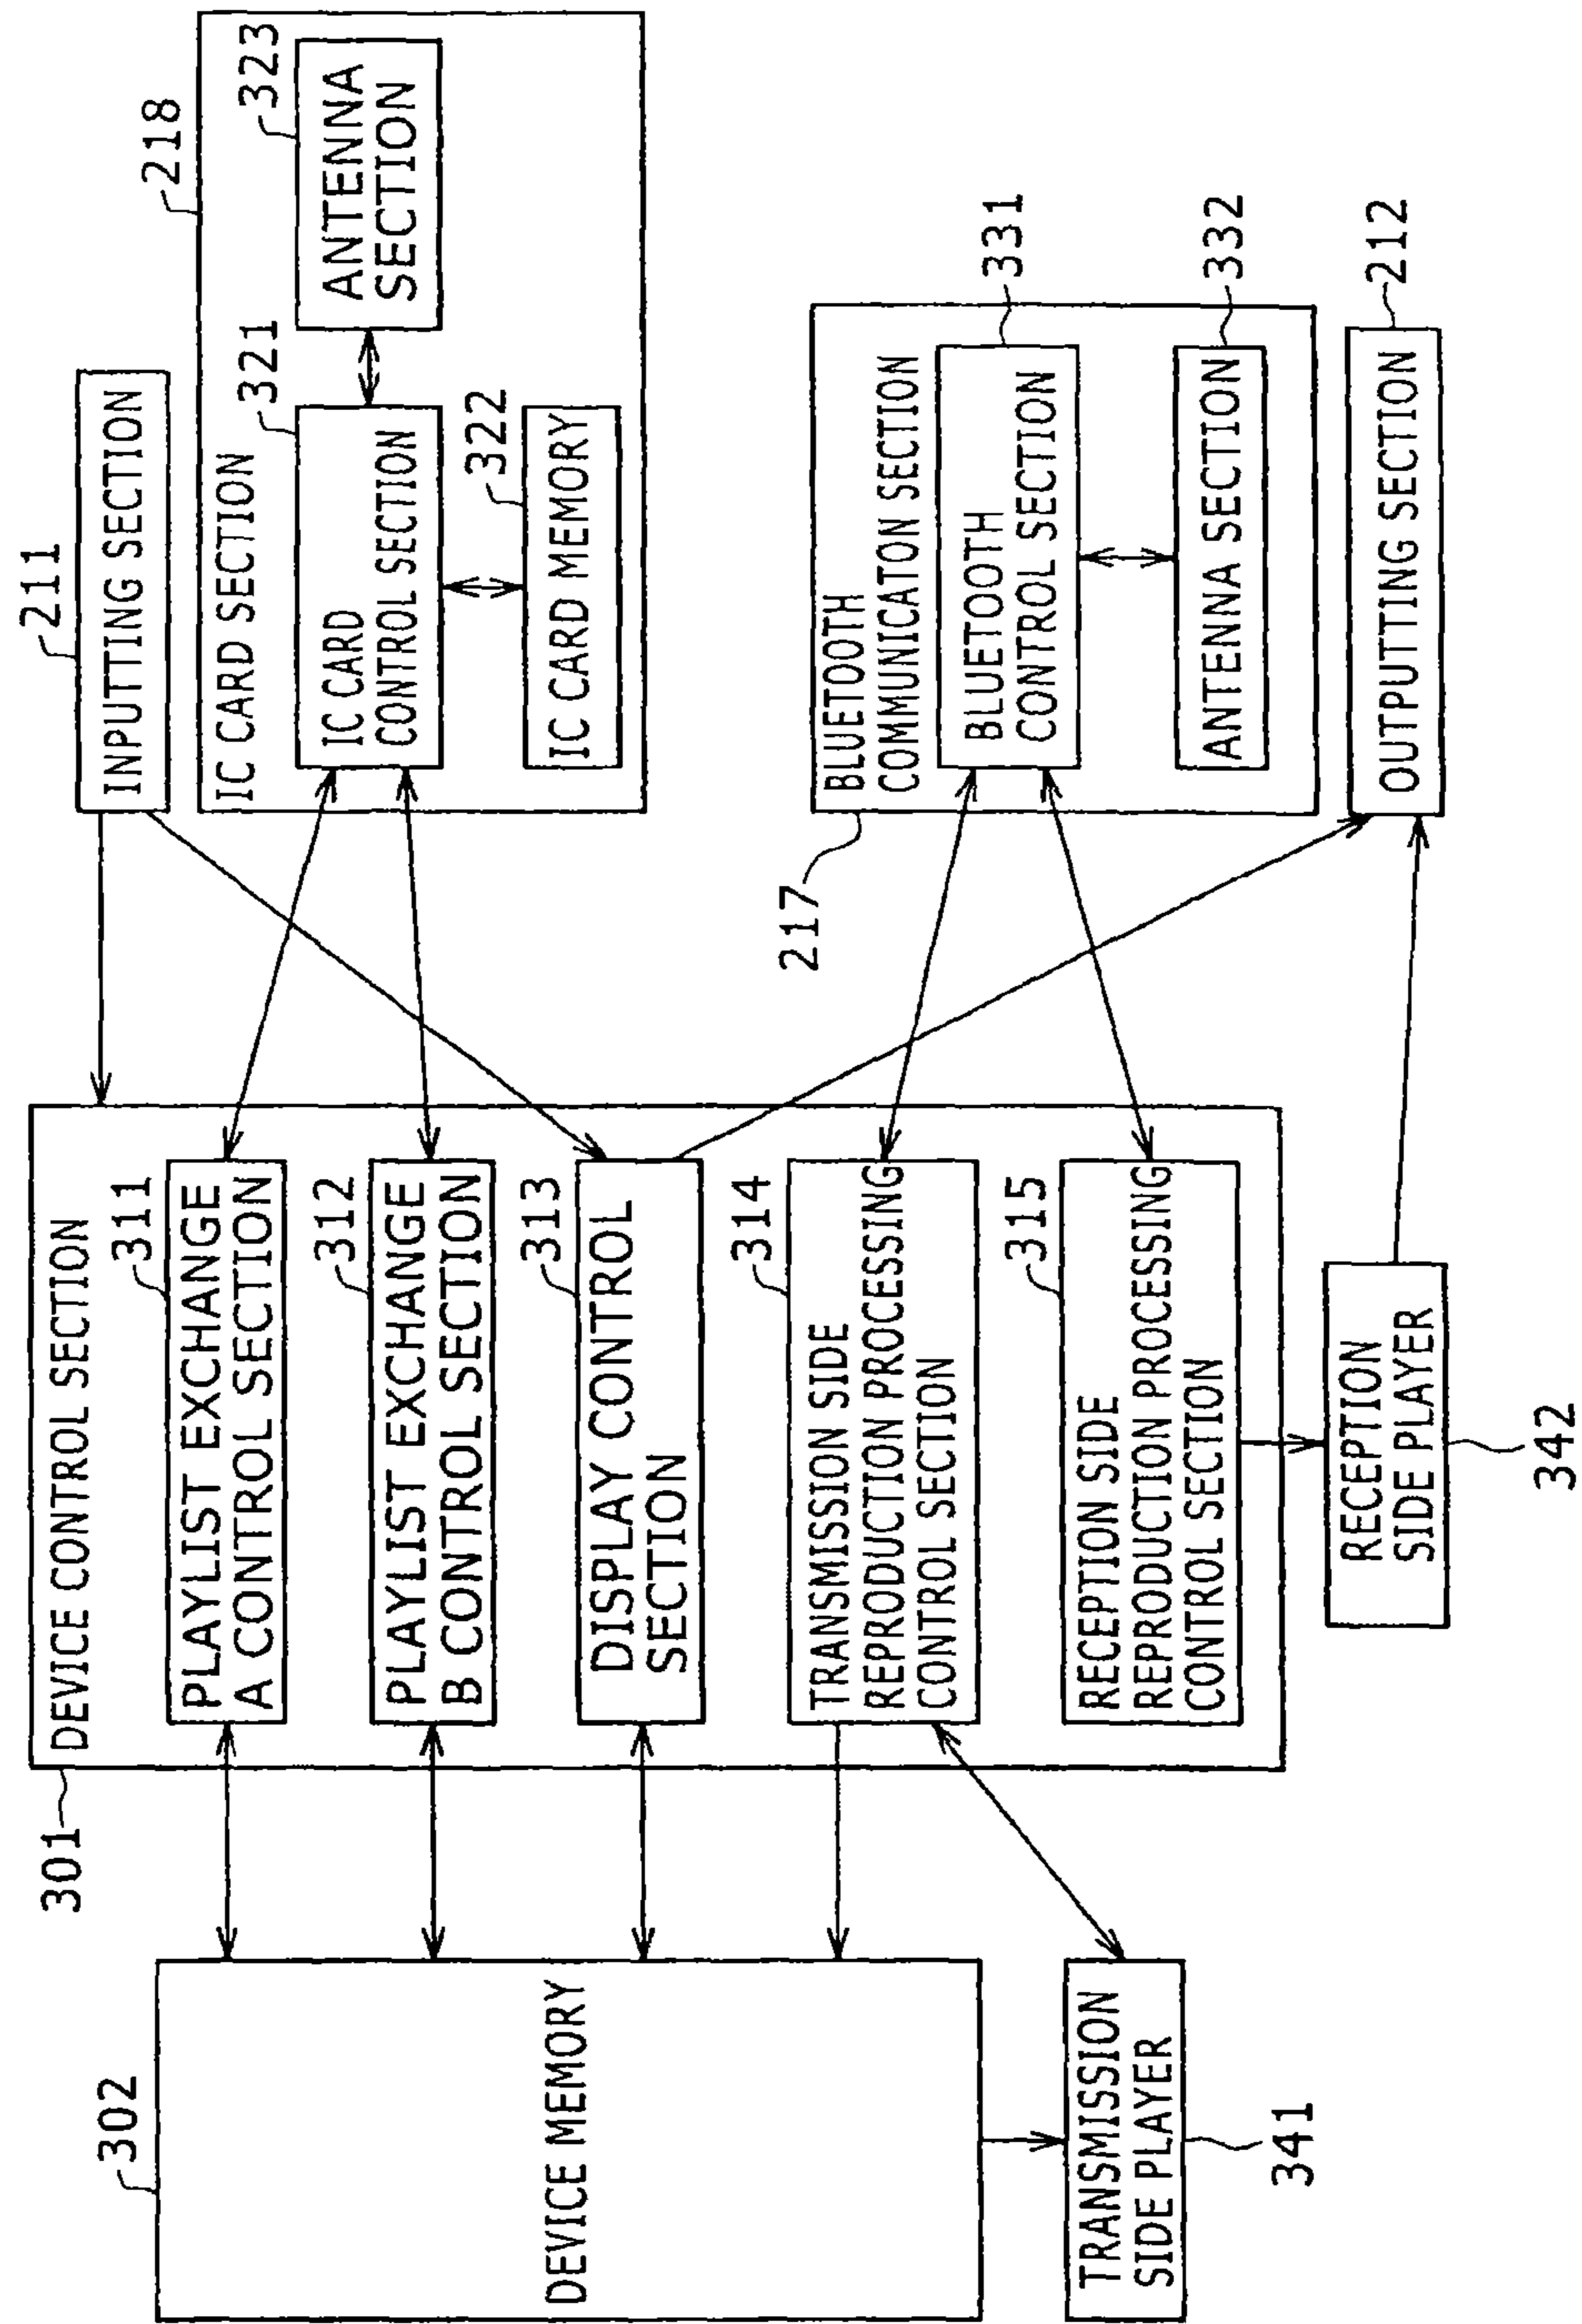 301
DEVICE CONTROL SECTION
311
PLAYLIST EXCHANGE
A CONTROL SECTION
312
PLAYLIST EXCHANGE
B CONTROL SECTION
313
DISPLAY CONTROL
SECTION
314
TRANSMISSION SIDE
REPRODUCTION PROCESSING
CONTROL SECTION
315
RECEPTION SIDE
REPRODUCTION PROCESSING
CONTROL SECTION
302
DEVICE MEMORY
TRANSMISSION
SIDE PLAYER
341
RECEPTION
SIDE PLAYER
342
211
INPUTTING SECTION
218
IC CARD SECTION
321
IC CARD
CONTROL SECTION
322
IC CARD MEMORY
323
ANTENNA
SECTION
217
BLUETOOTH
COMMUNICATON SECTION
331
BLUETOOTH
CONTROL SECTION
332
ANTENNA SECTION
212
OUTPUTTING SECTION